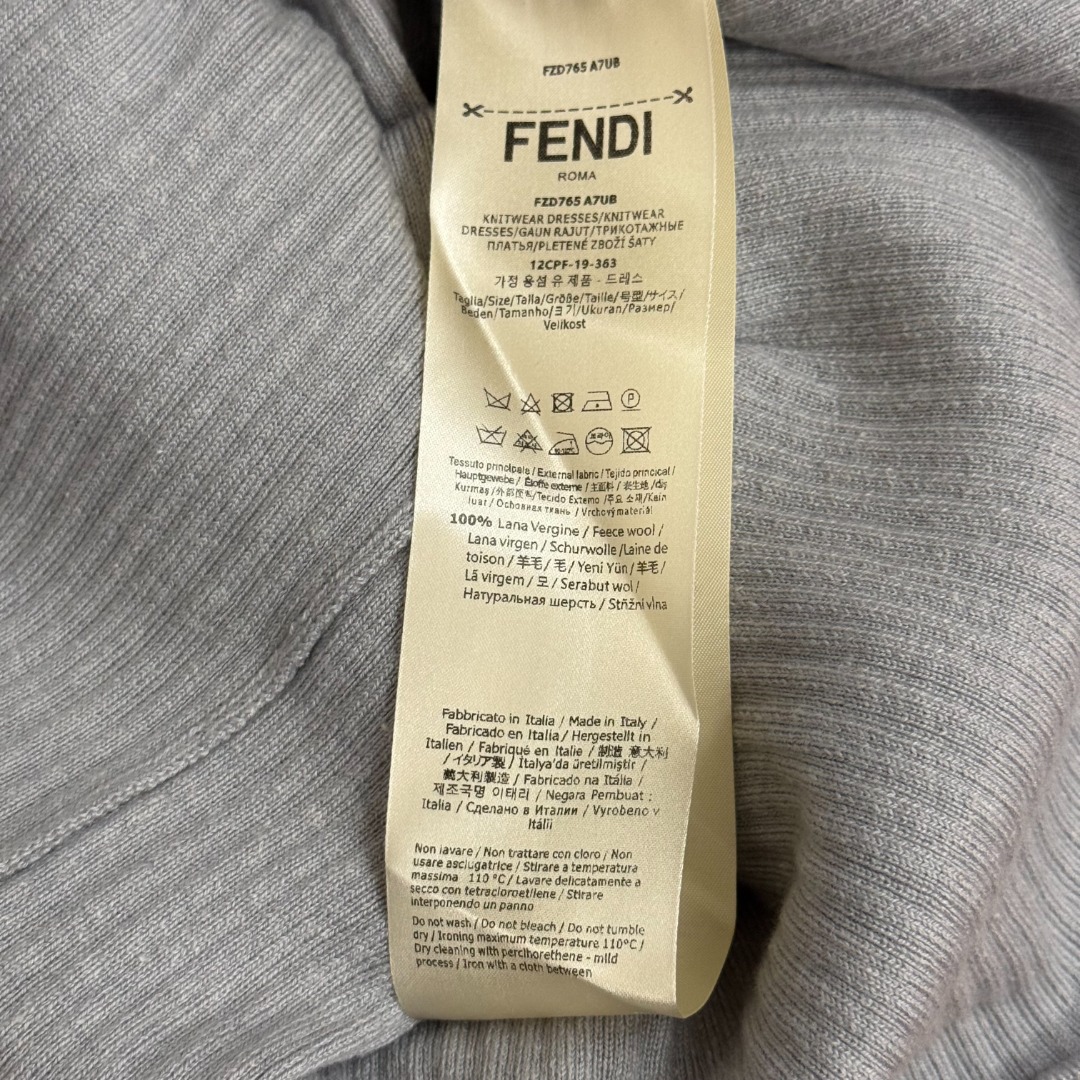 FZD765 A7UB
FENDI
ROMA
FZD765 A7UB
KNITWEAR DRESSES/KNITWEAR
DRESSES/GAUN RAJUT/ТРИКОТАЖНЫЕ
ПЛАТЬЯ/PLETENÉ ZBOŽÍ ŠATY
12CPF-19-363
가정 용섬 유 제품 - 드레스
Taglia/Size/Talla/Größe/Taille/号型/サイズ/
Beden/Tamanho/크기/Ukuran/Размер/
Velikost
P
Tessuto principale / External fabric / Tejido principal /
Hauptgewebe / Étoffe externe / 主面料 / 表生地 / dış
Kumaş / 外部面料/Tecido Externo /주요 소재/Kain
luar / Основная ткань / Vrchový materiál
100% Lana Vergine / Feece wool /
Lana virgen / Schurwolle /Laine de
toison / 羊毛/ 毛/ Yeni Yün / 羊毛/
Lã virgem / 모 / Serabut wol /
Натуральная шерсть / Stňžní vlna
Fabbricato in Italia / Made in Italy /
Fabricado en Italia / Hergestellt in
Italien / Fabriqué en Italie / 制造 意大利
/ イタリア製 / İtalya'da üretilmiştir /
義大利製造 / Fabricado na Itália /
제조국명 이태리 / Negara Pembuat :
Italia / Сделано в Италии / Vyrobeno v
Itálii
Non lavare / Non trattare con cloro / Non
usare asciugatrice / Stirare a temperatura
massima 110 °C / Lavare delicatamente a
secco con tetracloroetilene / Stirare
interponendo un panno
Do not wash / Do not bleach / Do not tumble
dry / Ironing maximum temperature 110°C /
Dry cleaning with perclhorethene - mild
process / Iron with a cloth between